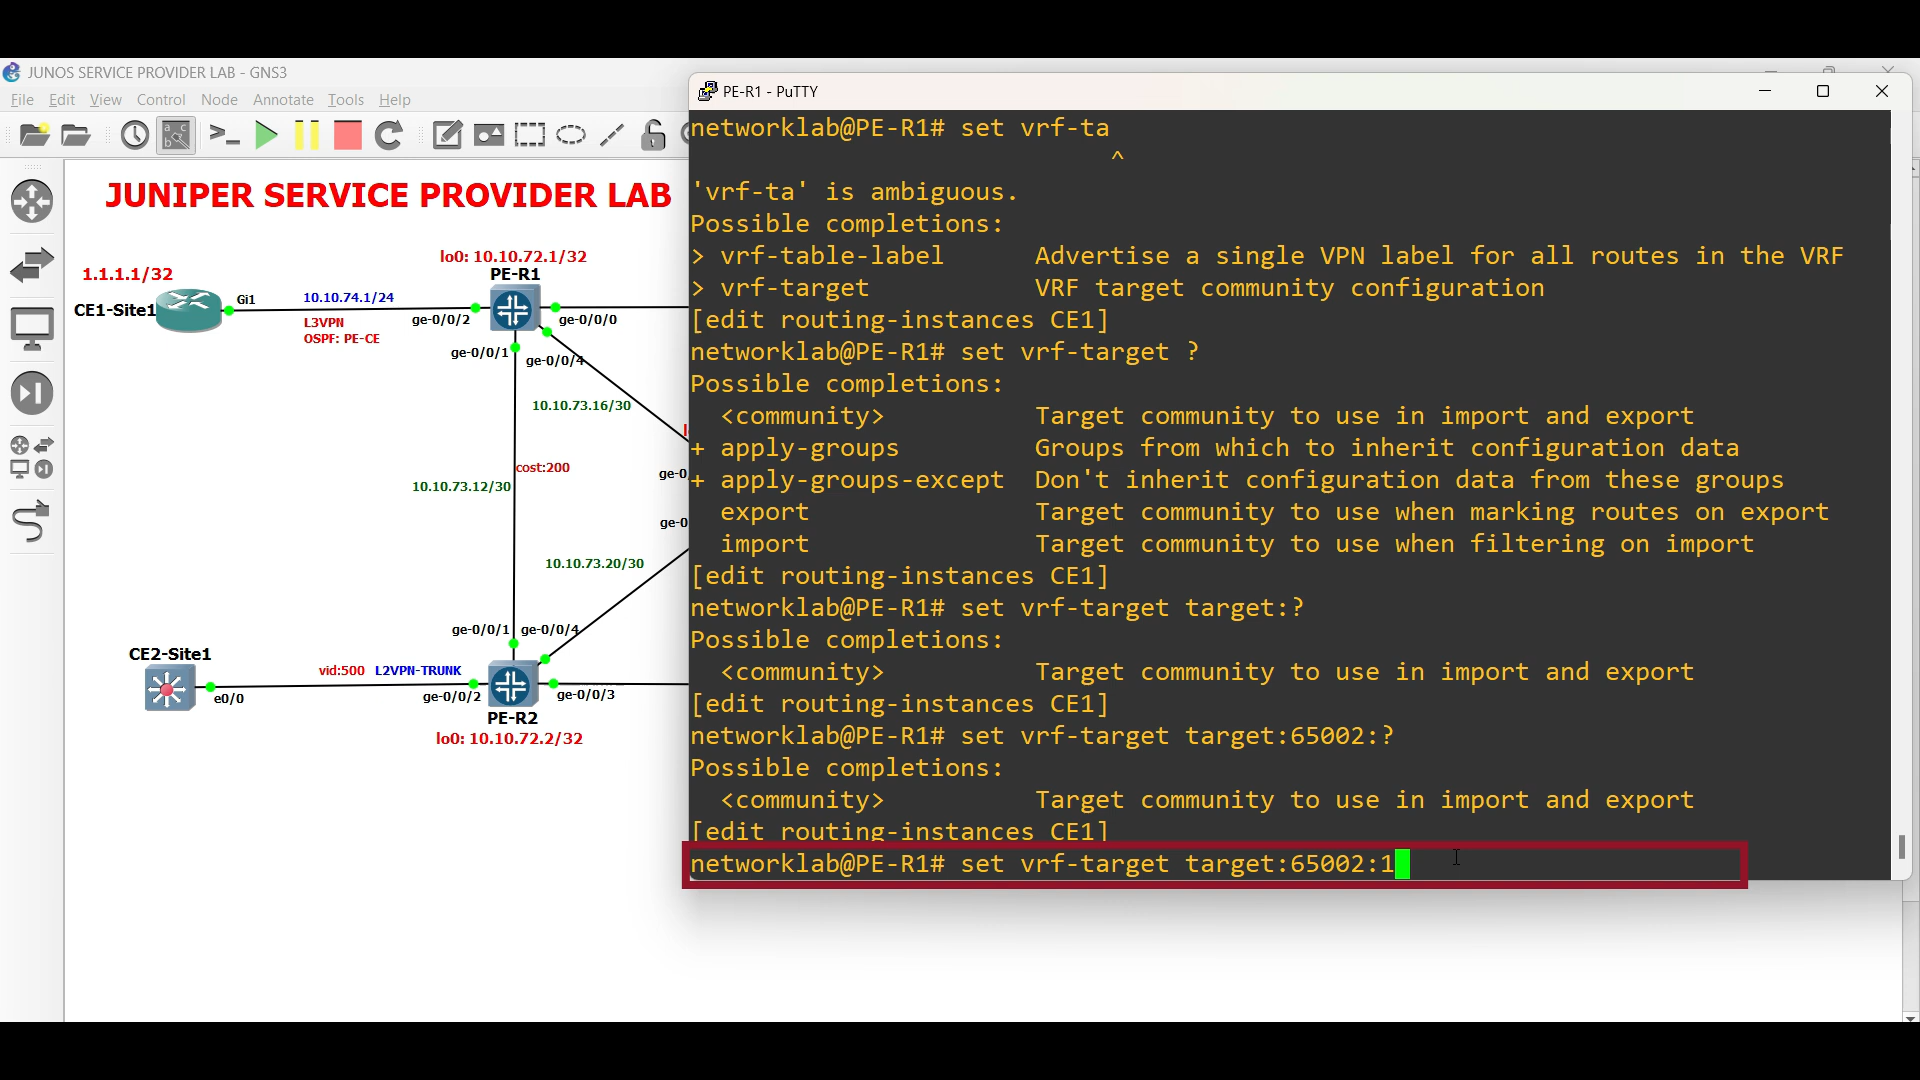 JUNOS SERVICE PROVIDER LAB - GNS3
File Edit View Control Node Annotate Tools Help
JUNIPER SERVICE PROVIDER LAB
lo0: 10.10.72.1/32
PE-R1
1.1.1.1/32
CE1-Site1
Gi1
10.10.74.1/24
L3VPN
OSPF: PE-CE
ge-0/0/2
ge-0/0/0
ge-0/0/1
ge-0/0/4
10.10.73.16/30
cost:200
10.10.73.12/30
10.10.73.20/30
ge-0/0/1
ge-0/0/4
CE2-Site1
e0/0
vid:500
L2VPN-TRUNK
ge-0/0/2
ge-0/0/3
PE-R2
lo0: 10.10.72.2/32
PE-R1 - PuTTY
networklab@PE-R1# set vrf-ta
^
'vrf-ta' is ambiguous.
Possible completions:
> vrf-table-label Advertise a single VPN label for all routes in the VRF
> vrf-target VRF target community configuration
[edit routing-instances CE1]
networklab@PE-R1# set vrf-target ?
Possible completions:
<community> Target community to use in import and export
+ apply-groups Groups from which to inherit configuration data
+ apply-groups-except Don't inherit configuration data from these groups
export Target community to use when marking routes on export
import Target community to use when filtering on import
[edit routing-instances CE1]
networklab@PE-R1# set vrf-target target:?
Possible completions:
<community> Target community to use in import and export
[edit routing-instances CE1]
networklab@PE-R1# set vrf-target target:65002:?
Possible completions:
<community> Target community to use in import and export
[edit routing-instances CE1]
networklab@PE-R1# set vrf-target target:65002:1